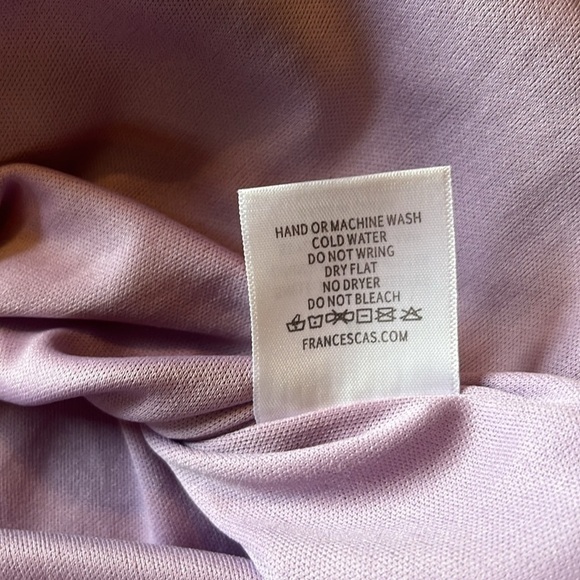 HAND OR MACHINE WASH
COLD WATER
DO NOT WRING
DRY FLAT
NO DRYER
DO NOT BLEACH
FRANCESCAS.COM